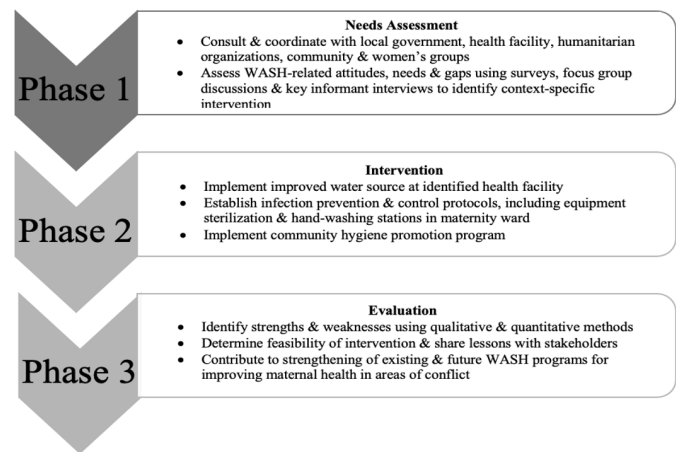 Phase 1
Needs Assessment
• Consult & coordinate with local government, health facility, humanitarian
organizations, community & women's groups
• Assess WASH-related attitudes, needs & gaps using surveys, focus group
discussions & key informant interviews to identify context-specific
intervention
Phase 2
Intervention
• Implement improved water source at identified health facility
• Establish infection prevention & control protocols, including equipment
sterilization & hand-washing stations in maternity ward
• Implement community hygiene promotion program
Phase 3
Evaluation
• Identify strengths & weaknesses using qualitative & quantitative methods
• Determine feasibility of intervention & share lessons with stakeholders
• Contribute to strengthening of existing & future WASH programs for
improving maternal health in areas of conflict